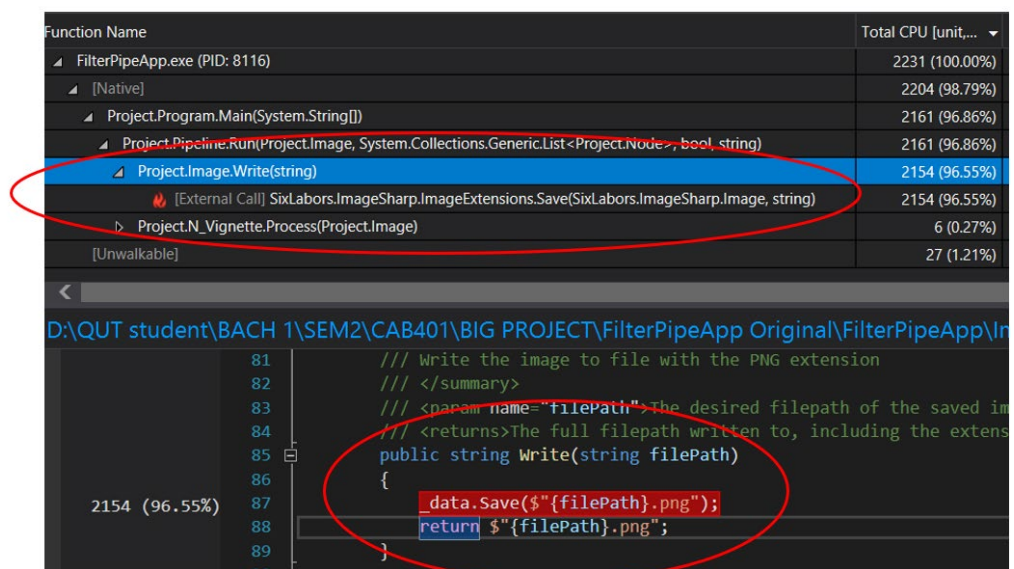 Function Name Total CPU [unit,...
FilterPipeApp.exe (PID: 8116) 2231 (100.00%)
[Native] 2204 (98.79%)
Project.Program.Main(System.String[]) 2161 (96.86%)
Project.Pipeline.Run(Project.Image, System.Collections.Generic.List<Project.Node>, bool, string) 2161 (96.86%)
Project.Image.Write(string) 2154 (96.55%)
[External Call] SixLabors.ImageSharp.ImageExtensions.Save(SixLabors.ImageSharp.Image, string) 2154 (96.55%)
Project.N_Vignette.Process(Project.Image) 6 (0.27%)
[Unwalkable] 27 (1.21%)
D:\QUT student\BACH 1\SEM2\CAB401\BIG PROJECT\FilterPipeApp Original\FilterPipeApp\In
81 /// Write the image to file with the PNG extension
82 /// </summary>
83 /// <param name="filePath">The desired filepath of the saved im
84 /// <returns>The full filepath written to, including the extens
85 public string Write(string filePath)
86 {
2154 (96.55%) 87 _data.Save($"{filePath}.png");
88 return $"{filePath}.png";
89 }